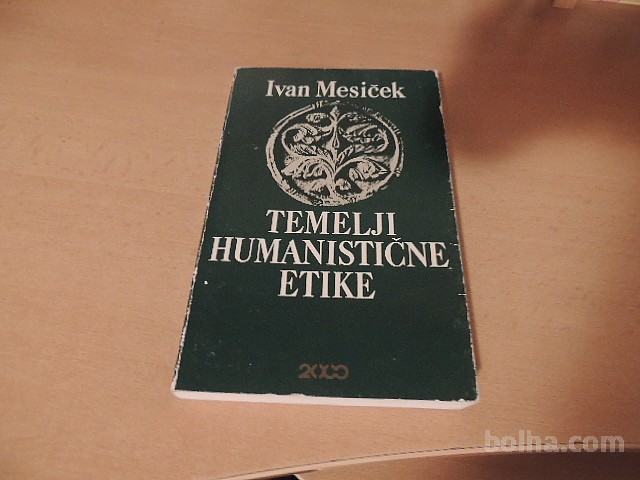 Ivan Mesiček
TEMELJI
HUMANISTIČNE
ETIKE
2000
bolha.com